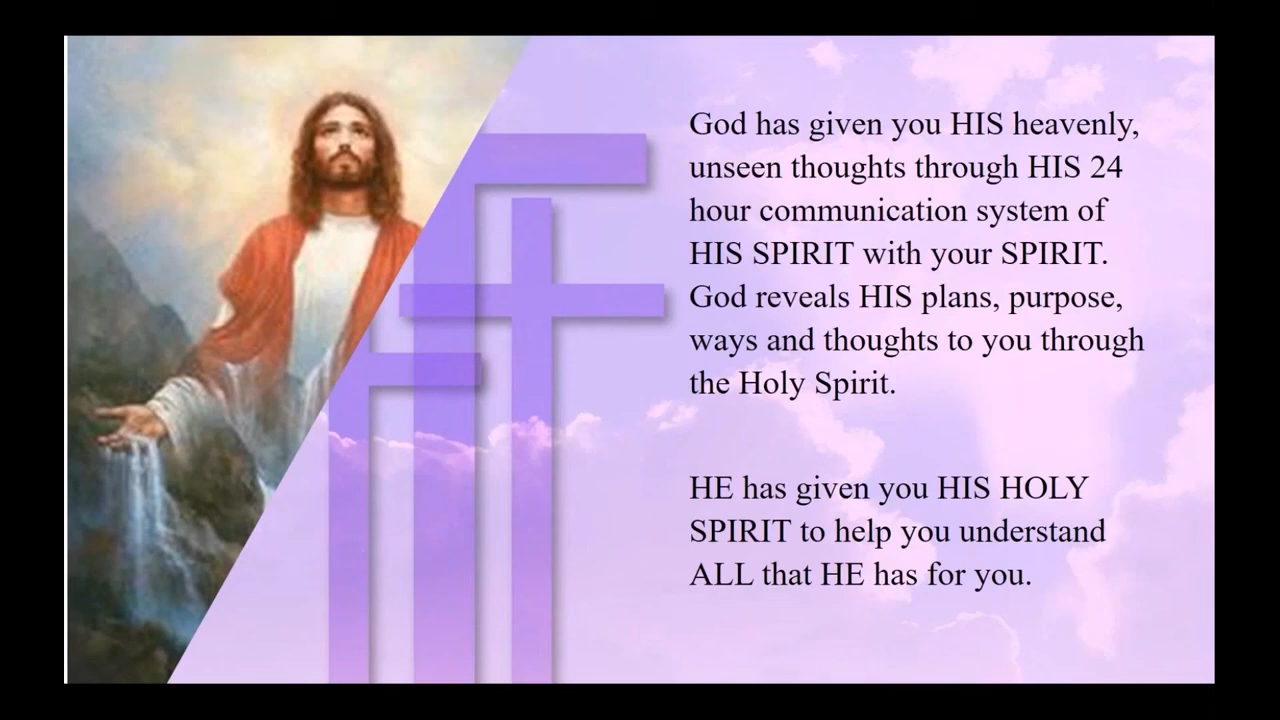 God has given you HIS heavenly,
unseen thoughts through HIS 24
hour communication system of
HIS SPIRIT with your SPIRIT.
God reveals HIS plans, purpose,
ways and thoughts to you through
the Holy Spirit.
HE has given you HIS HOLY
SPIRIT to help you understand
ALL that HE has for you.